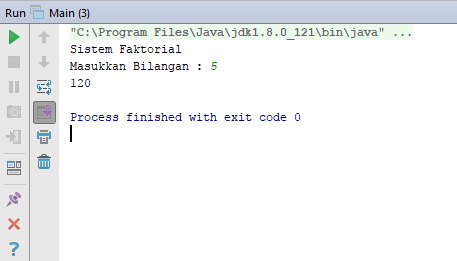 Run Main (3)
"C:\Program Files\Java\jdk1.8.0_121\bin\java" ...
Sistem Faktorial
Masukkan Bilangan : 5
120
Process finished with exit code 0